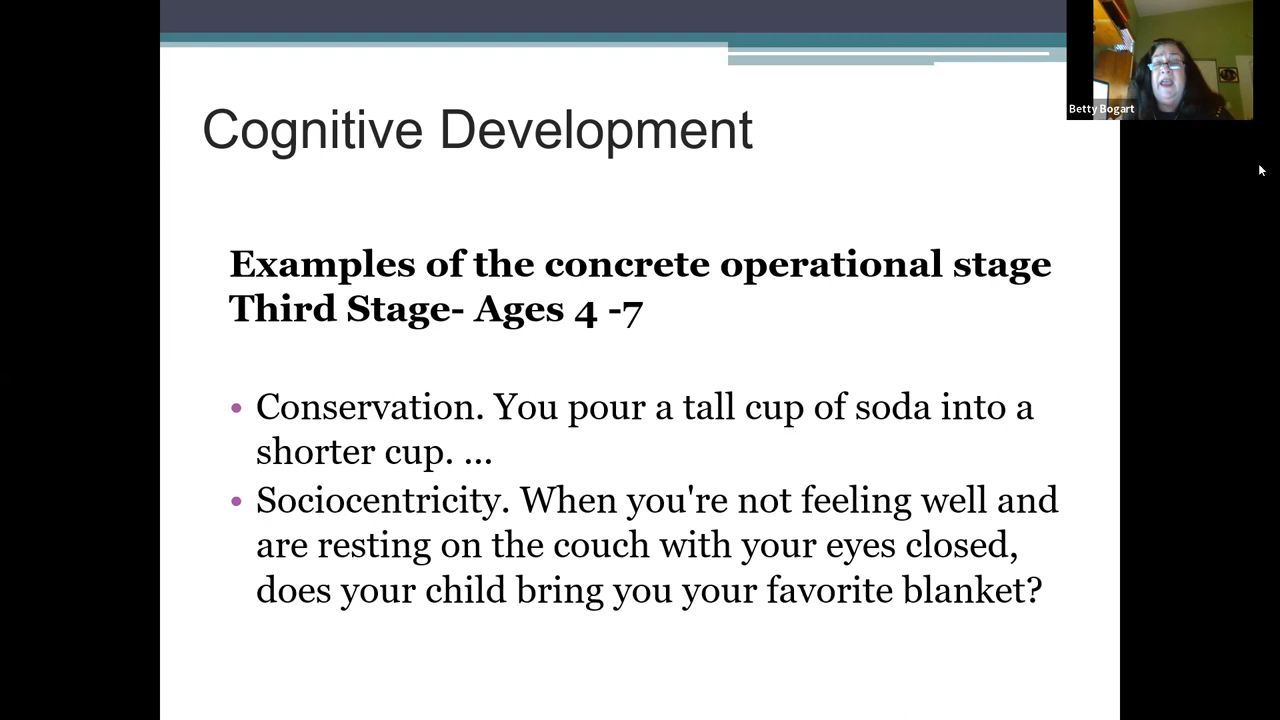 Betty Bogart
Cognitive Development
Examples of the concrete operational stage
Third Stage- Ages 4 -7
• Conservation. You pour a tall cup of soda into a
shorter cup. ...
• Sociocentricity. When you're not feeling well and
are resting on the couch with your eyes closed,
does your child bring you your favorite blanket?